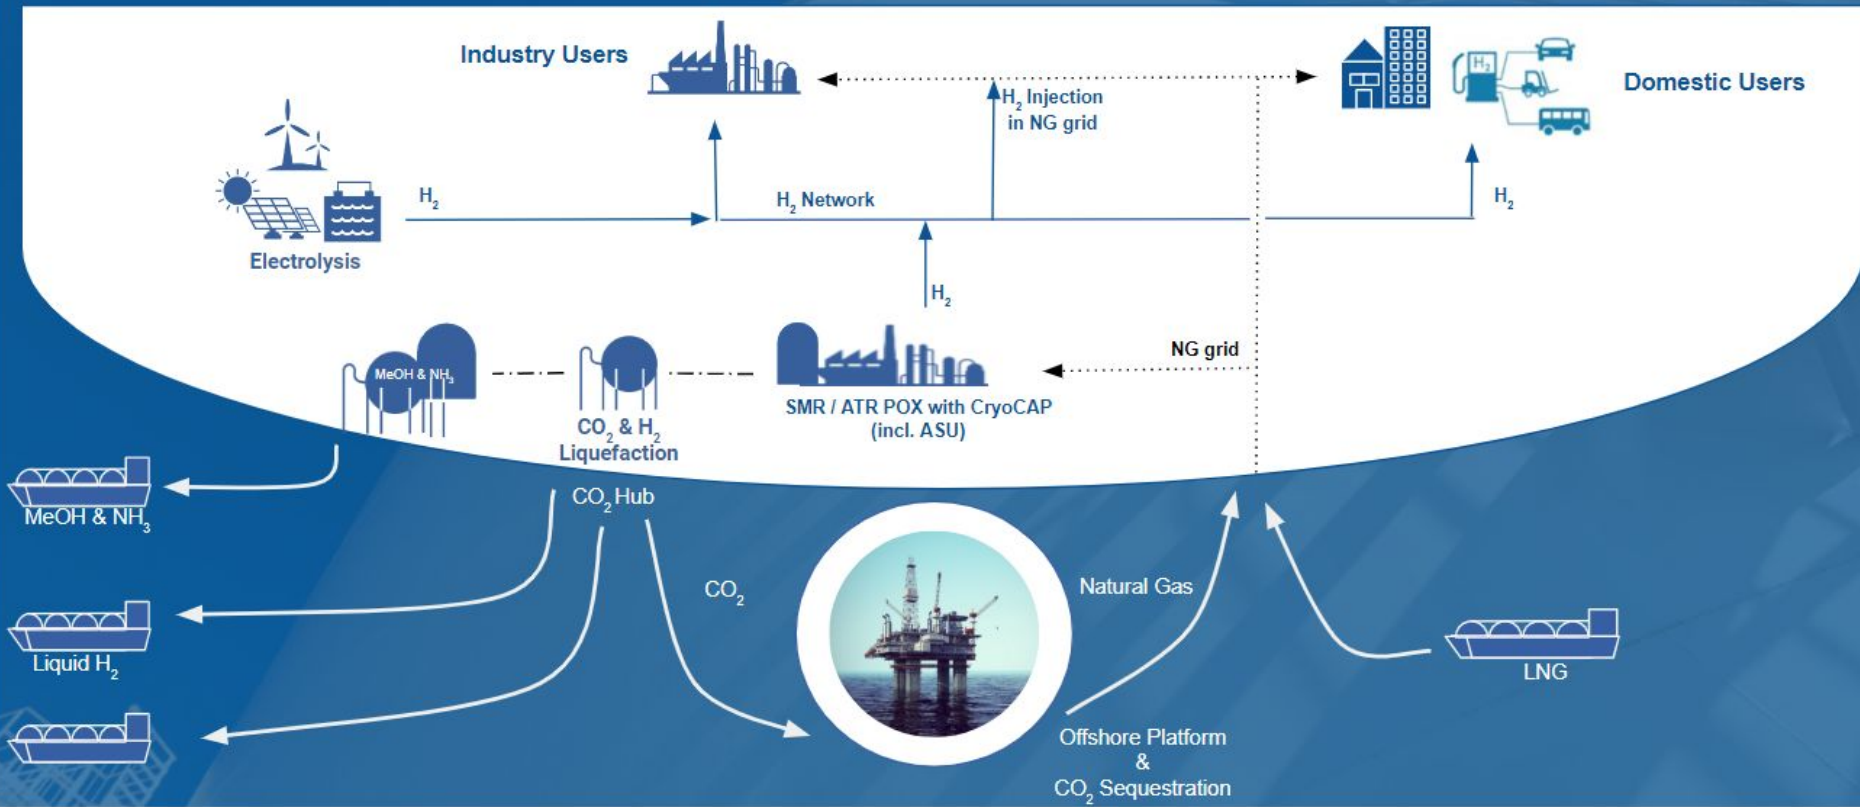 Industry Users
Domestic Users
H2
H2 Injection
in NG grid
H2
H2 Network
H2
Electrolysis
H2
NG grid
MeOH & NH3
SMR / ATR POX with CryoCAP
(incl. ASU)
CO2 & H2
Liquefaction
CO2 Hub
MeOH & NH3
CO2
Natural Gas
Liquid H2
LNG
Offshore Platform
&
CO2 Sequestration